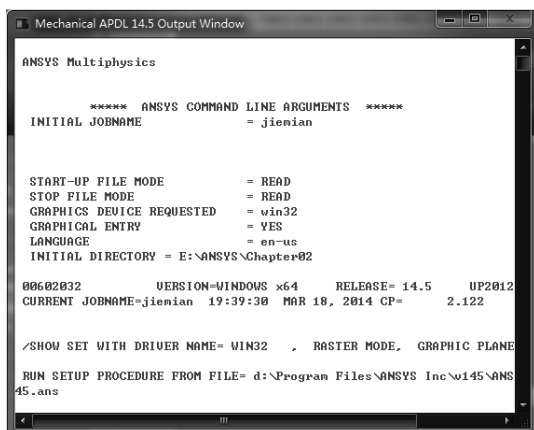 Mechanical APDL 14.5 Output Window
ANSYS Multiphysics
***** ANSYS COMMAND LINE ARGUMENTS *****
INITIAL JOBNAME = jiemian
START-UP FILE MODE = READ
STOP FILE MODE = READ
GRAPHICS DEVICE REQUESTED = win32
GRAPHICAL ENTRY = YES
LANGUAGE = en-us
INITIAL DIRECTORY = E:\ANSYS\Chapter02
00602032 VERSION=WINDOWS x64 RELEASE= 14.5 UP2012
CURRENT JOBNAME=jiemian 19:39:30 MAR 18, 2014 CP= 2.122
/SHOW SET WITH DRIVER NAME= WIN32 , RASTER MODE, GRAPHIC PLANE
RUN SETUP PROCEDURE FROM FILE= d:\Program Files\ANSYS Inc\v145\ANS
45.ans